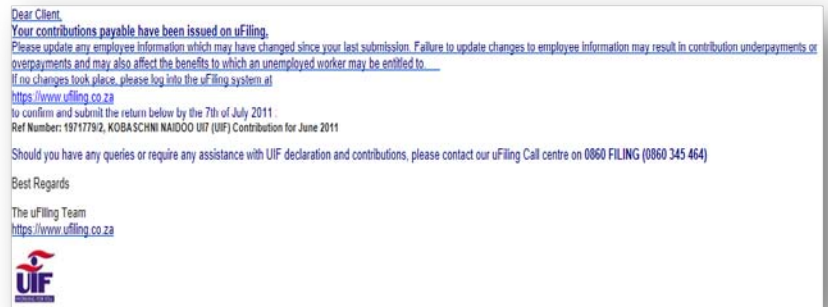 Dear Client,
Your contributions payable have been issued on uFiling.
Please update any employee information which may have changed since your last submission. Failure to update changes to employee information may result in contribution underpayments or
overpayments and may also affect the benefits to which an unemployed worker may be entitled to.
If no changes took place, please log into the uFiling system at
https://www.ufiling.co.za
to confirm and submit the return below by the 7th of July 2011 :
Ref Number: 1971779/2, KOBASCHNI NAIDOO UI7 (UIF) Contribution for June 2011
Should you have any queries or require any assistance with UIF declaration and contributions, please contact our uFiling Call centre on 0860 FILING (0860 345 464)
Best Regards
The uFiling Team
https://www.ufiling.co.za
UIF
WORKING FOR YOU